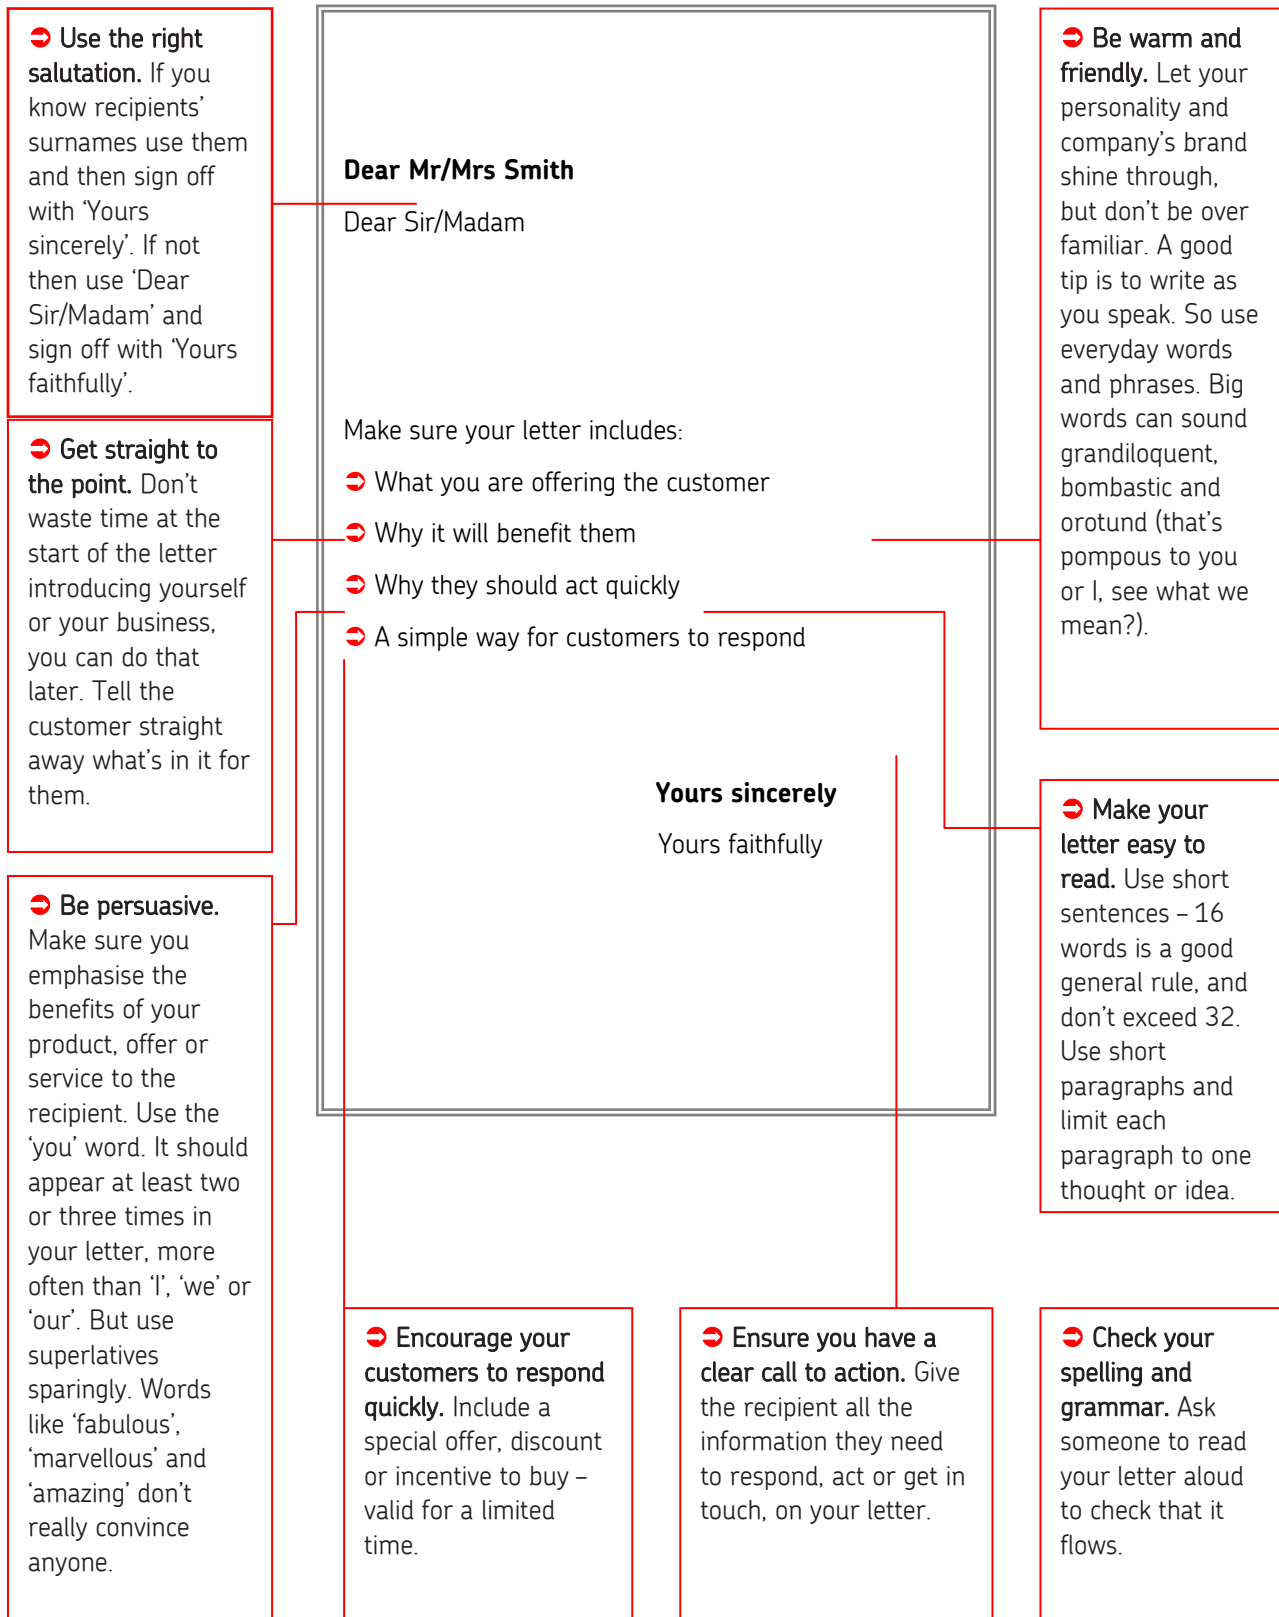 ➲ Use the right
salutation. If you
know recipients’
surnames use them
and then sign off
with ‘Yours
sincerely’. If not
then use ‘Dear
Sir/Madam’ and
sign off with ‘Yours
faithfully’.
➲ Get straight to
the point. Don’t
waste time at the
start of the letter
introducing yourself
or your business,
you can do that
later. Tell the
customer straight
away what’s in it for
them.
➲ Be persuasive.
Make sure you
emphasise the
benefits of your
product, offer or
service to the
recipient. Use the
‘you’ word. It should
appear at least two
or three times in
your letter, more
often than ‘I’, ‘we’ or
‘our’. But use
superlatives
sparingly. Words
like ‘fabulous’,
‘marvellous’ and
‘amazing’ don’t
really convince
anyone.
Dear Mr/Mrs Smith
Dear Sir/Madam
Make sure your letter includes:
➲ What you are offering the customer
➲ Why it will benefit them
➲ Why they should act quickly
➲ A simple way for customers to respond
Yours sincerely
Yours faithfully
➲ Encourage your
customers to respond
quickly. Include a
special offer, discount
or incentive to buy –
valid for a limited
time.
➲ Ensure you have a
clear call to action. Give
the recipient all the
information they need
to respond, act or get in
touch, on your letter.
➲ Be warm and
friendly. Let your
personality and
company’s brand
shine through,
but don’t be over
familiar. A good
tip is to write as
you speak. So use
everyday words
and phrases. Big
words can sound
grandiloquent,
bombastic and
orotund (that’s
pompous to you
or I, see what we
mean?).
➲ Make your
letter easy to
read. Use short
sentences – 16
words is a good
general rule, and
don’t exceed 32.
Use short
paragraphs and
limit each
paragraph to one
thought or idea.
➲ Check your
spelling and
grammar. Ask
someone to read
your letter aloud
to check that it
flows.